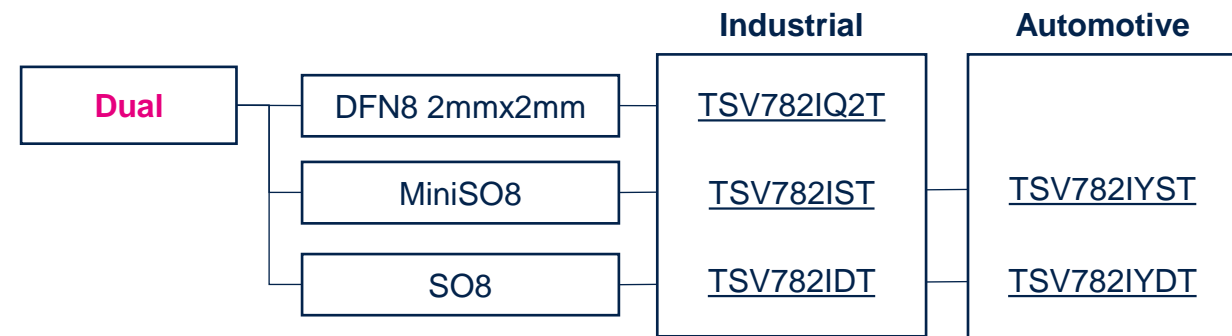 Industrial Automotive
Dual DFN8 2mmx2mm TSV782IQ2T
MiniSO8 TSV782IST TSV782IYST
SO8 TSV782IDT TSV782IYDT